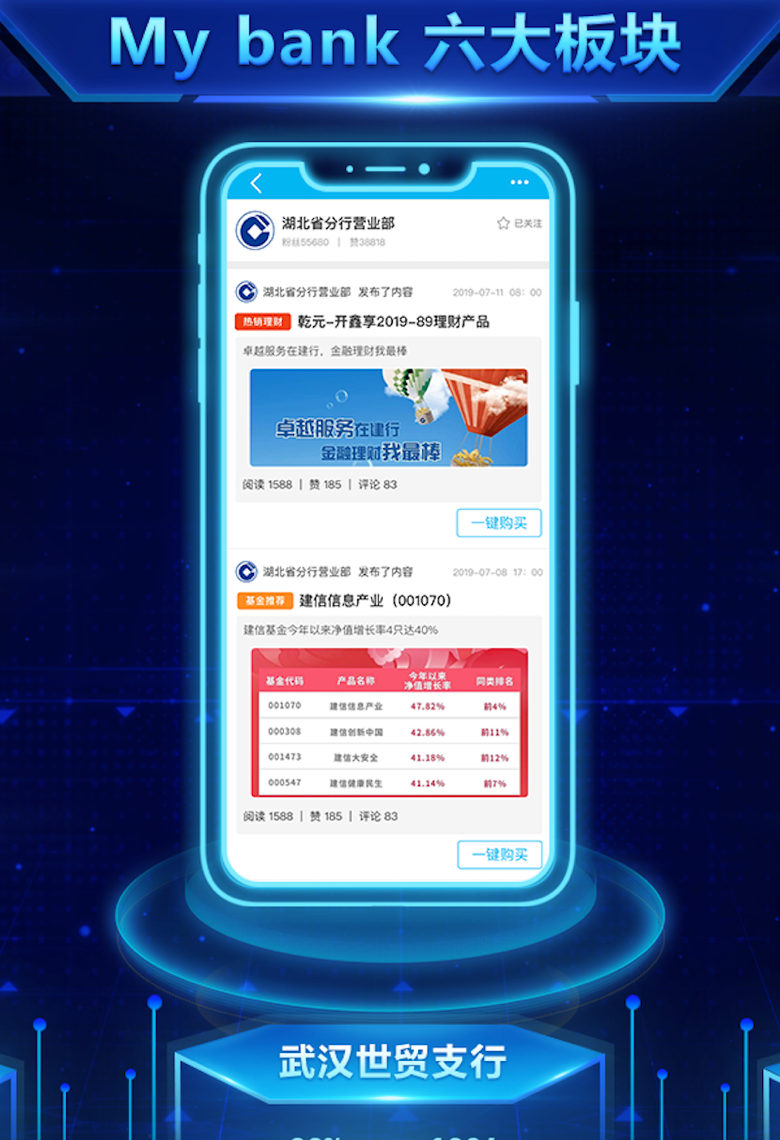 My bank 六大板块
湖北省分行营业部
已关注
粉丝55680 | 赞38818
湖北省分行营业部 发布了内容 2019-07-11 08: 00
热销理财 乾元-开鑫享2019-89理财产品
卓越服务在建行，金融理财我最棒
卓越服务在建行
金融理财我最棒
阅读 1588 | 赞 185 | 评论 83
一键购买
湖北省分行营业部 发布了内容 2019-07-08 17: 00
基金推荐 建信信息产业（001070）
建信基金今年以来净值增长率4只达40%
基金代码 产品名称 今年以来净值增长率 同类排名
001070 建信信息产业 47.82% 前4%
000308 建信创新中国 42.86% 前11%
001473 建信大安全 41.18% 前12%
000547 建信健康民生 41.14% 前7%
阅读 1588 | 赞 185 | 评论 83
一键购买
武汉世贸支行